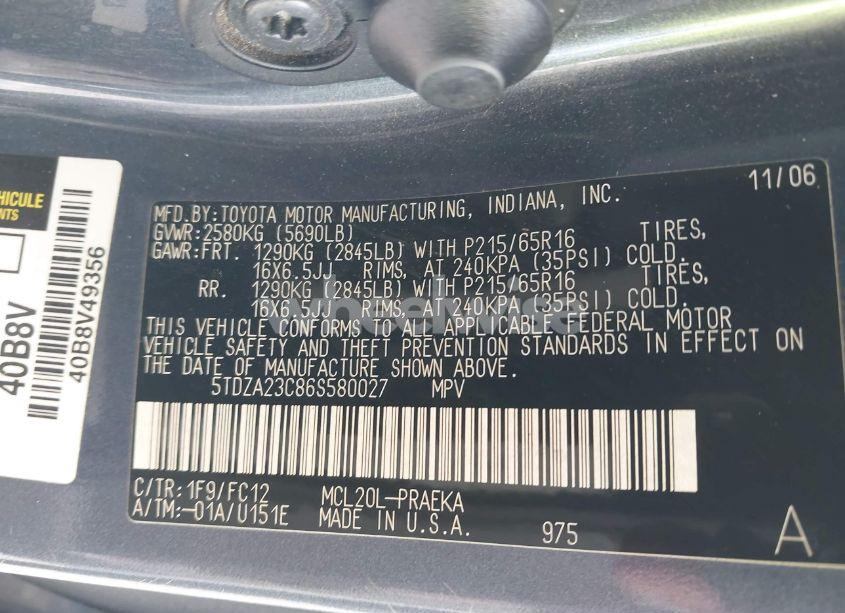 HICULE
NTS
40B8V
40B8V49356
11/06
MFD.BY:TOYOTA MOTOR MANUFACTURING, INDIANA, INC.
GVWR:2580KG (5690LB)
GAWR:FRT. 1290KG (2845LB) WITH P215/65R16 TIRES,
16X6.5JJ RIMS, AT 240KPA (35PSI) COLD.
RR. 1290KG (2845LB) WITH P215/65R16 TIRES,
16X6.5JJ RIMS, AT 240KPA (35PSI) COLD.
THIS VEHICLE CONFORMS TO ALL APPLICABLE FEDERAL MOTOR
VEHICLE SAFETY AND THEFT PREVENTION STANDARDS IN EFFECT ON
THE DATE OF MANUFACTURE SHOWN ABOVE.
5TDZA23C86S580027 MPV
C/TR:1F9/FC12 MCL20L-PRAEKA
A/TM:-01A/U151E MADE IN U.S.A. 975 A
wheelwise